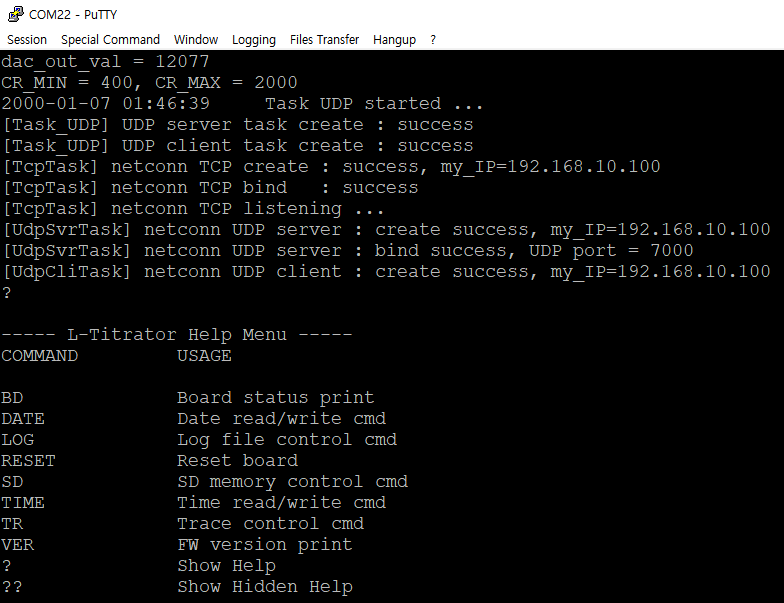 COM22 - PuTTY
Session Special Command Window Logging Files Transfer Hangup ?
dac_out_val = 12077
CR_MIN = 400, CR_MAX = 2000
2000-01-07 01:46:39     Task UDP started ...
[Task_UDP] UDP server task create : success
[Task_UDP] UDP client task create : success
[TcpTask] netconn TCP create : success, my_IP=192.168.10.100
[TcpTask] netconn TCP bind   : success
[TcpTask] netconn TCP listening ...
[UdpSvrTask] netconn UDP server : create success, my_IP=192.168.10.100
[UdpSvrTask] netconn UDP server : bind success, UDP port = 7000
[UdpCliTask] netconn UDP client : create success, my_IP=192.168.10.100
?
----- L-Titrator Help Menu -----
COMMAND         USAGE
BD              Board status print
DATE            Date read/write cmd
LOG             Log file control cmd
RESET           Reset board
SD              SD memory control cmd
TIME            Time read/write cmd
TR              Trace control cmd
VER             FW version print
?               Show Help
??              Show Hidden Help